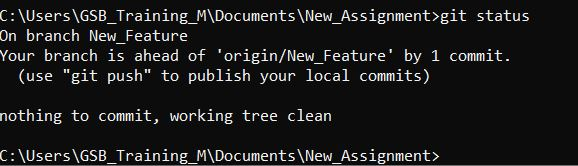 C:\Users\GSB_Training_M\Documents\New_Assignment>git status
On branch New_Feature
Your branch is ahead of 'origin/New_Feature' by 1 commit.
  (use "git push" to publish your local commits)

nothing to commit, working tree clean

C:\Users\GSB_Training_M\Documents\New_Assignment>